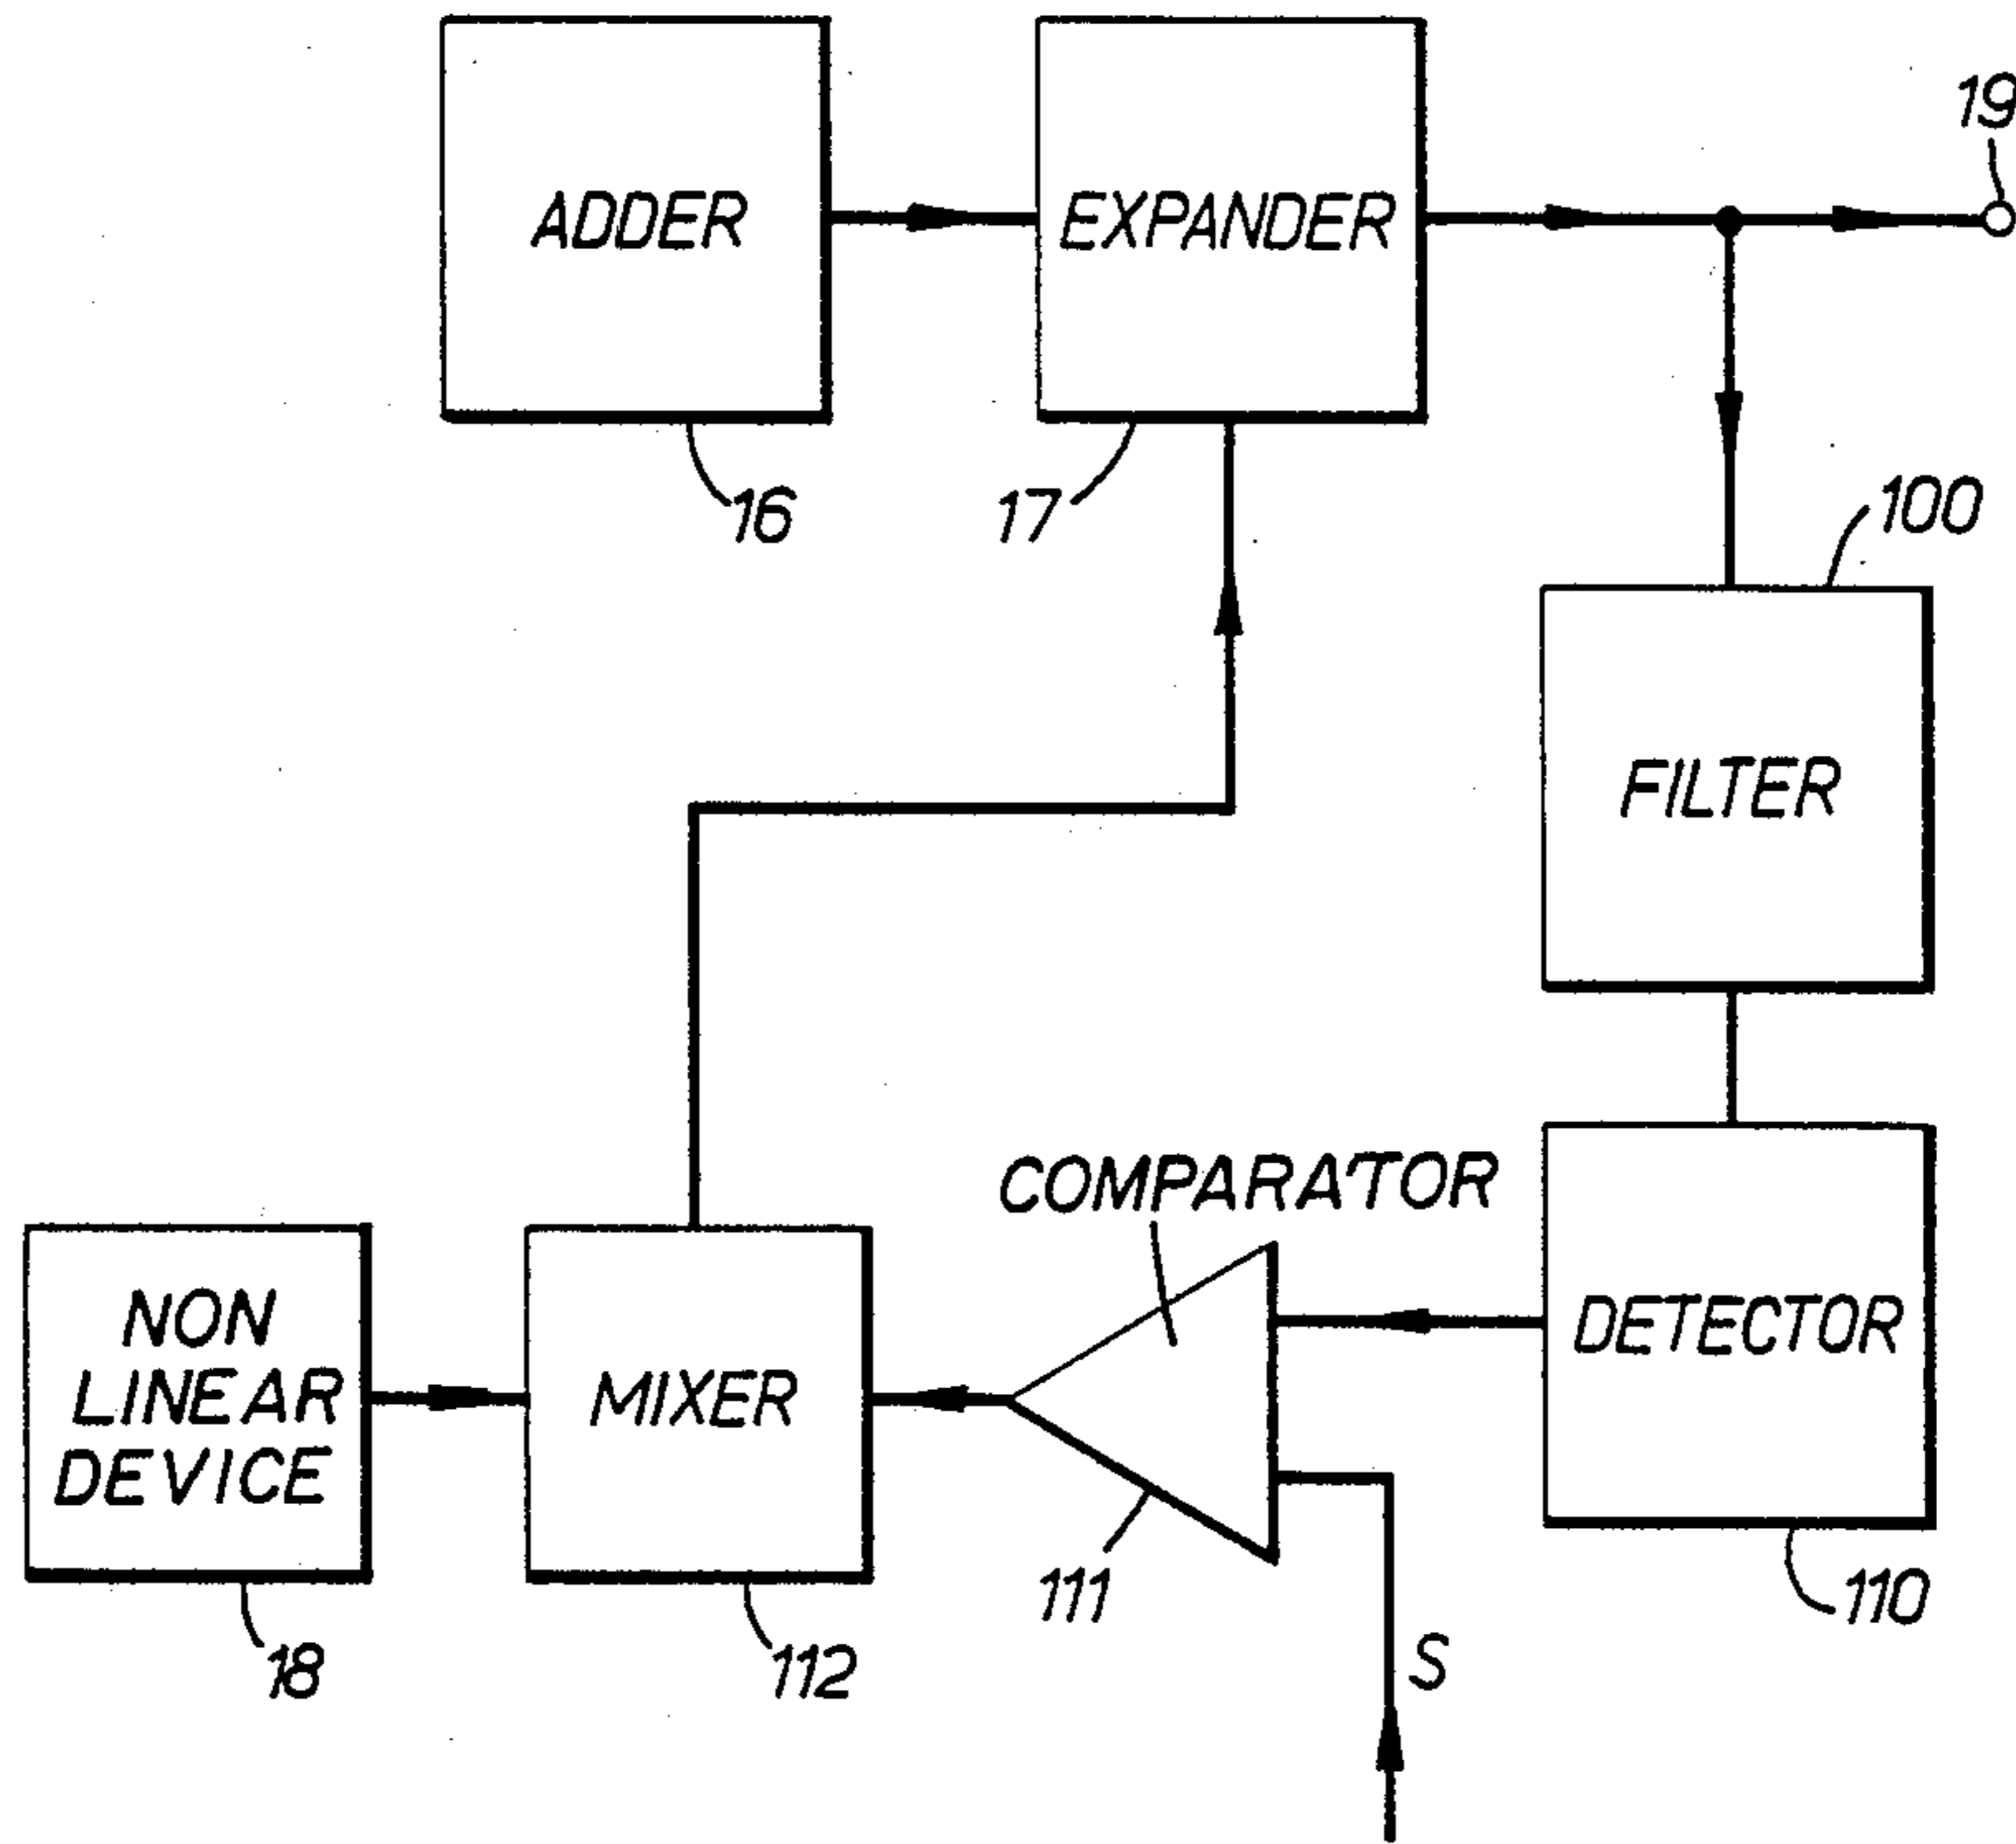 ADDER
EXPANDER
19
16
17
100
FILTER
COMPARATOR
NON
LINEAR
DEVICE
MIXER
DETECTOR
111
110
18
112
S